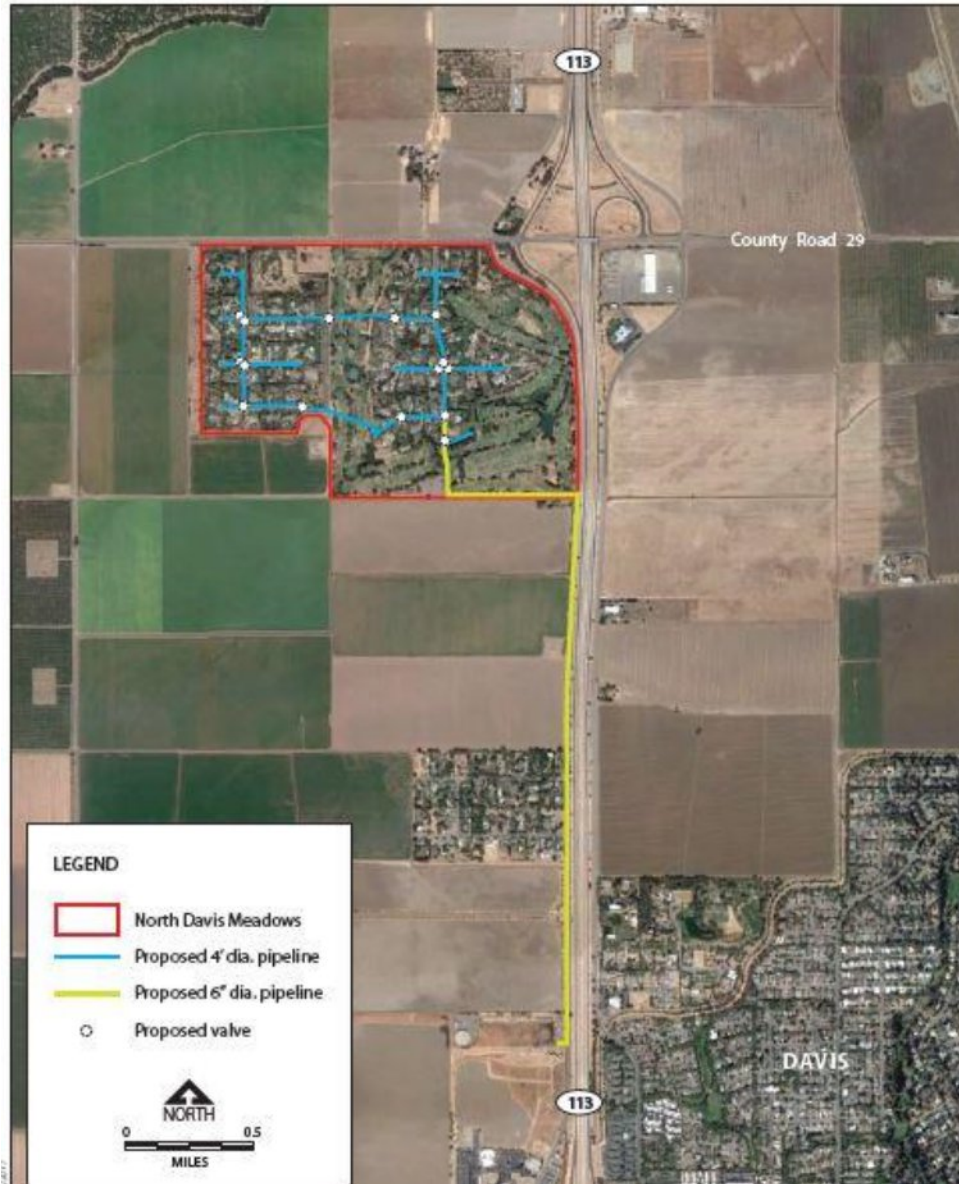 113
County Road 29
LEGEND
North Davis Meadows
Proposed 4' dia. pipeline
Proposed 6" dia. pipeline
Proposed valve
NORTH
0 0.5
MILES
DAVIS
113